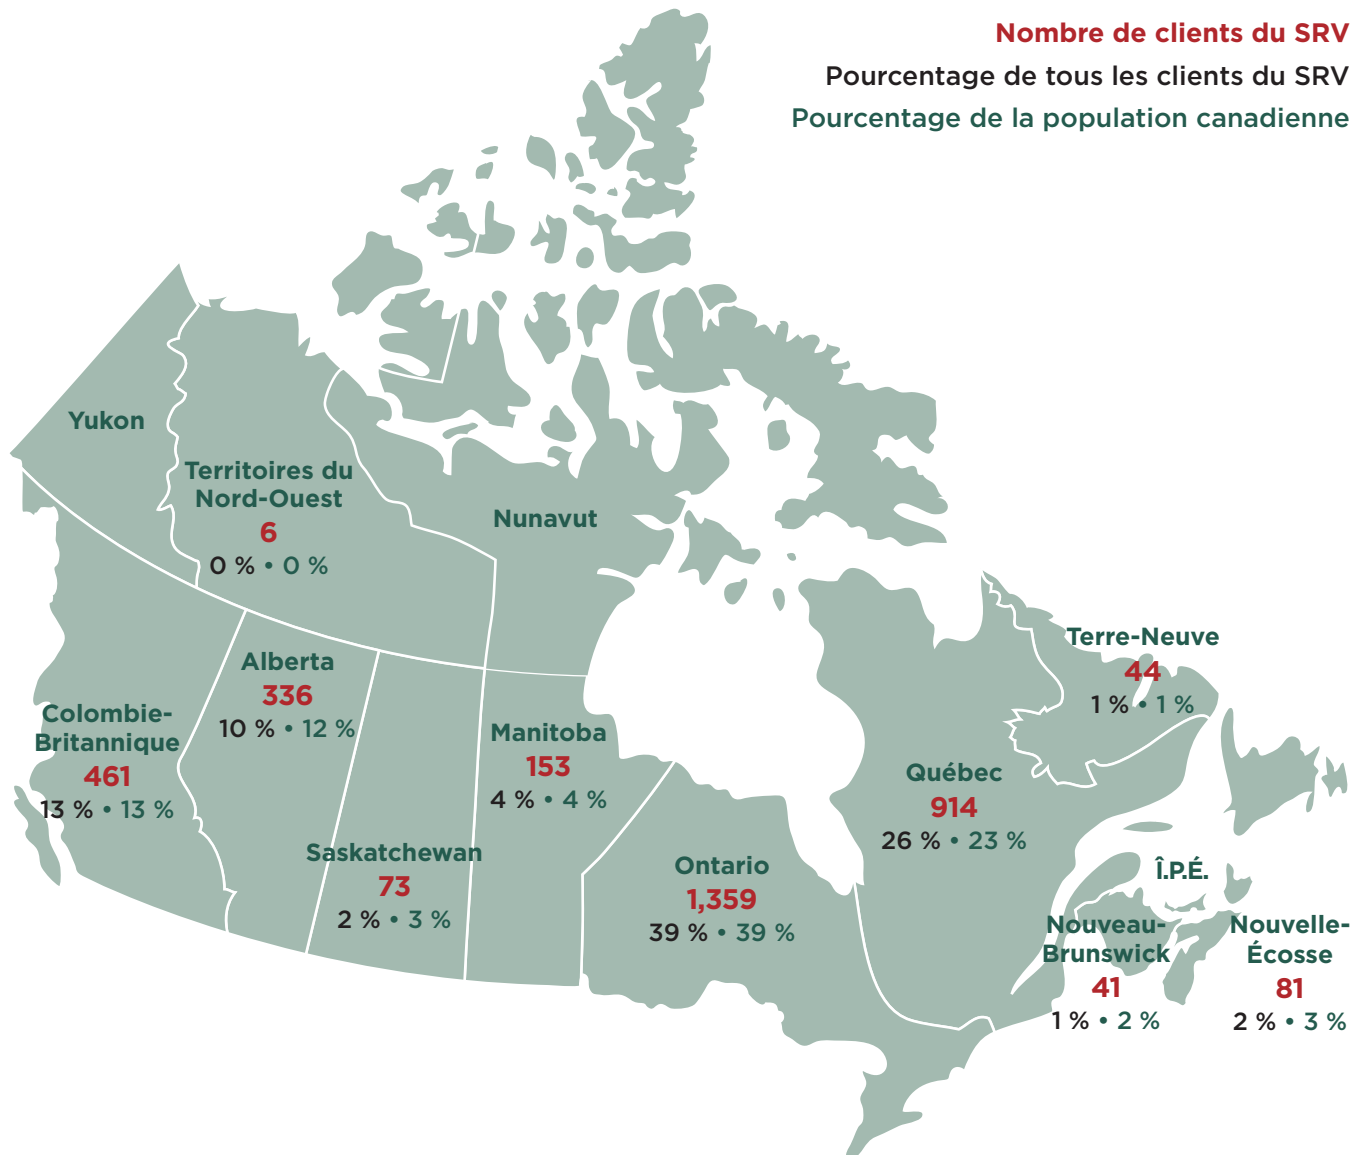 Nombre de clients du SRV
Pourcentage de tous les clients du SRV
Pourcentage de la population canadienne
Yukon
Territoires du
Nord-Ouest
6
0 % • 0 %
Nunavut
Terre-Neuve
44
1 % • 1 %
Alberta
336
10 % • 12 %
Colombie-
Britannique
461
13 % • 13 %
Manitoba
153
4 % • 4 %
Québec
914
26 % • 23 %
Saskatchewan
73
2 % • 3 %
Ontario
1,359
39 % • 39 %
Î.P.É.
Nouveau-
Brunswick
41
1 % • 2 %
Nouvelle-
Écosse
81
2 % • 3 %